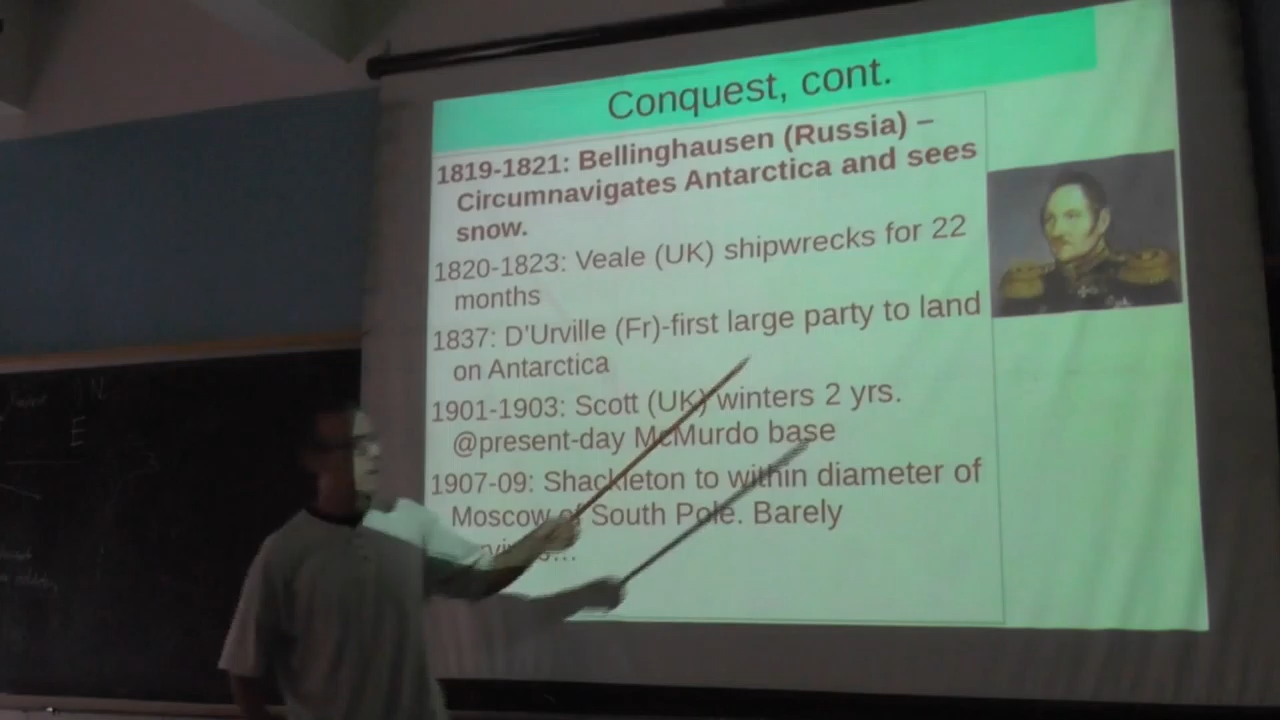 Conquest, cont.
1819-1821: Bellinghausen (Russia) –
Circumnavigates Antarctica and sees
snow.
1820-1823: Veale (UK) shipwrecks for 22
months
1837: D'Urville (Fr)-first large party to land
on Antarctica
1901-1903: Scott (UK) winters 2 yrs.
@present-day McMurdo base
1907-09: Shackleton to within diameter of
Moscow of South Pole. Barely
E